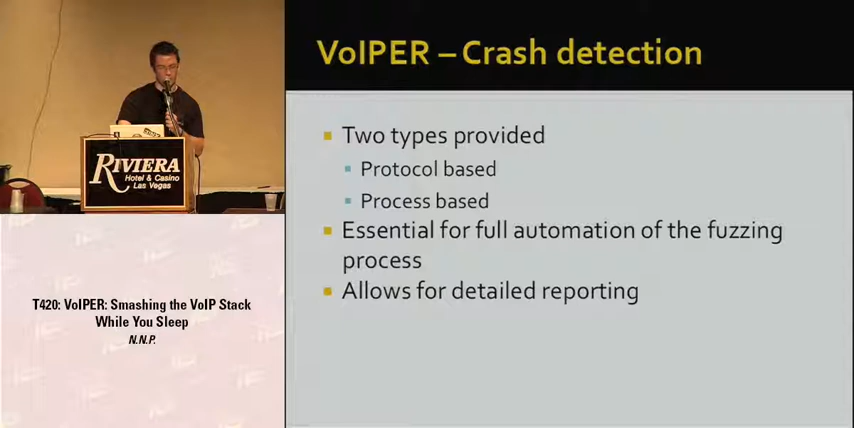 VoIPER – Crash detection
Two types provided
Protocol based
Process based
Essential for full automation of the fuzzing
process
Allows for detailed reporting
RIVIERA
Hotel & Casino
Las Vegas
T420: VoIPER: Smashing the VoIP Stack
While You Sleep
N.N.P.